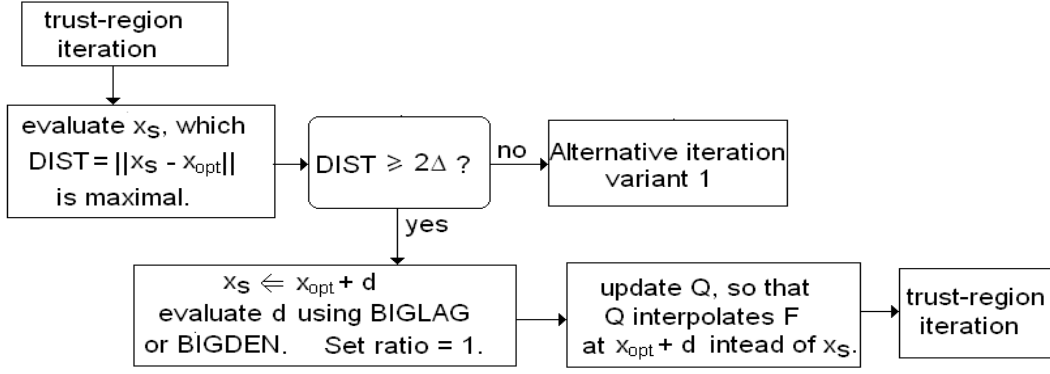 trust-region
iteration
evaluate xₛ, which
DIST = ||xₛ - xₒₚₜ||
is maximal.
DIST ⩾ 2Δ ?
no
Alternative iteration
variant 1
yes
xₛ ⇐ xₒₚₜ + d
evaluate d using BIGLAG
or BIGDEN. Set ratio = 1.
update Q, so that
Q interpolates F
at xₒₚₜ + d intead of xₛ.
trust-region
iteration